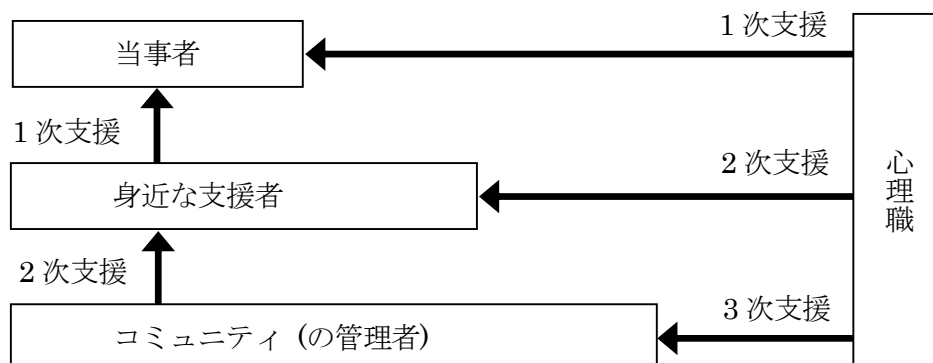 1 次支援
当事者
1 次支援
2 次支援
身近な支援者
心理職
2 次支援
3 次支援
コミュニティ (の管理者)